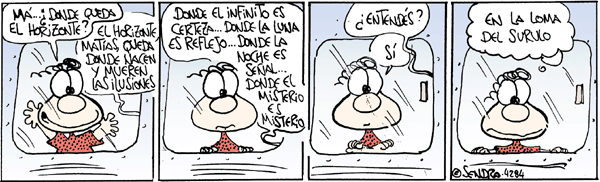 MÁ...¿DONDE QUEDA
EL HORIZONTE?
EL HORIZONTE,
MATÍAS QUEDA
DONDE NACEN
Y MUEREN
LAS ILUSIONES
DONDE EL INFINITO ES
CERTEZA...DONDE LA LUNA
ES REFLEJO...DONDE LA
NOCHE ES
SEÑAL...
DONDE EL
MISTERIO
ES
MISTERIO
¿ENTENDÉS?
SÍ
EN LA LOMA
DEL SURULO
©SENDRA·4284